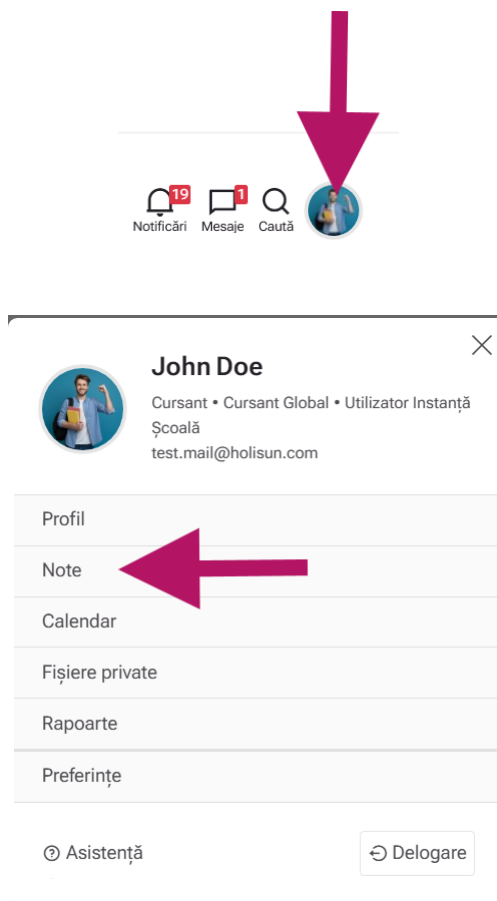 19
1
Notificări Mesaje Caută
John Doe
Cursant • Cursant Global • Utilizator Instanță
Școală
test.mail@holisun.com
Profil
Note
Calendar
Fișiere private
Rapoarte
Preferințe
Asistență
Delogare